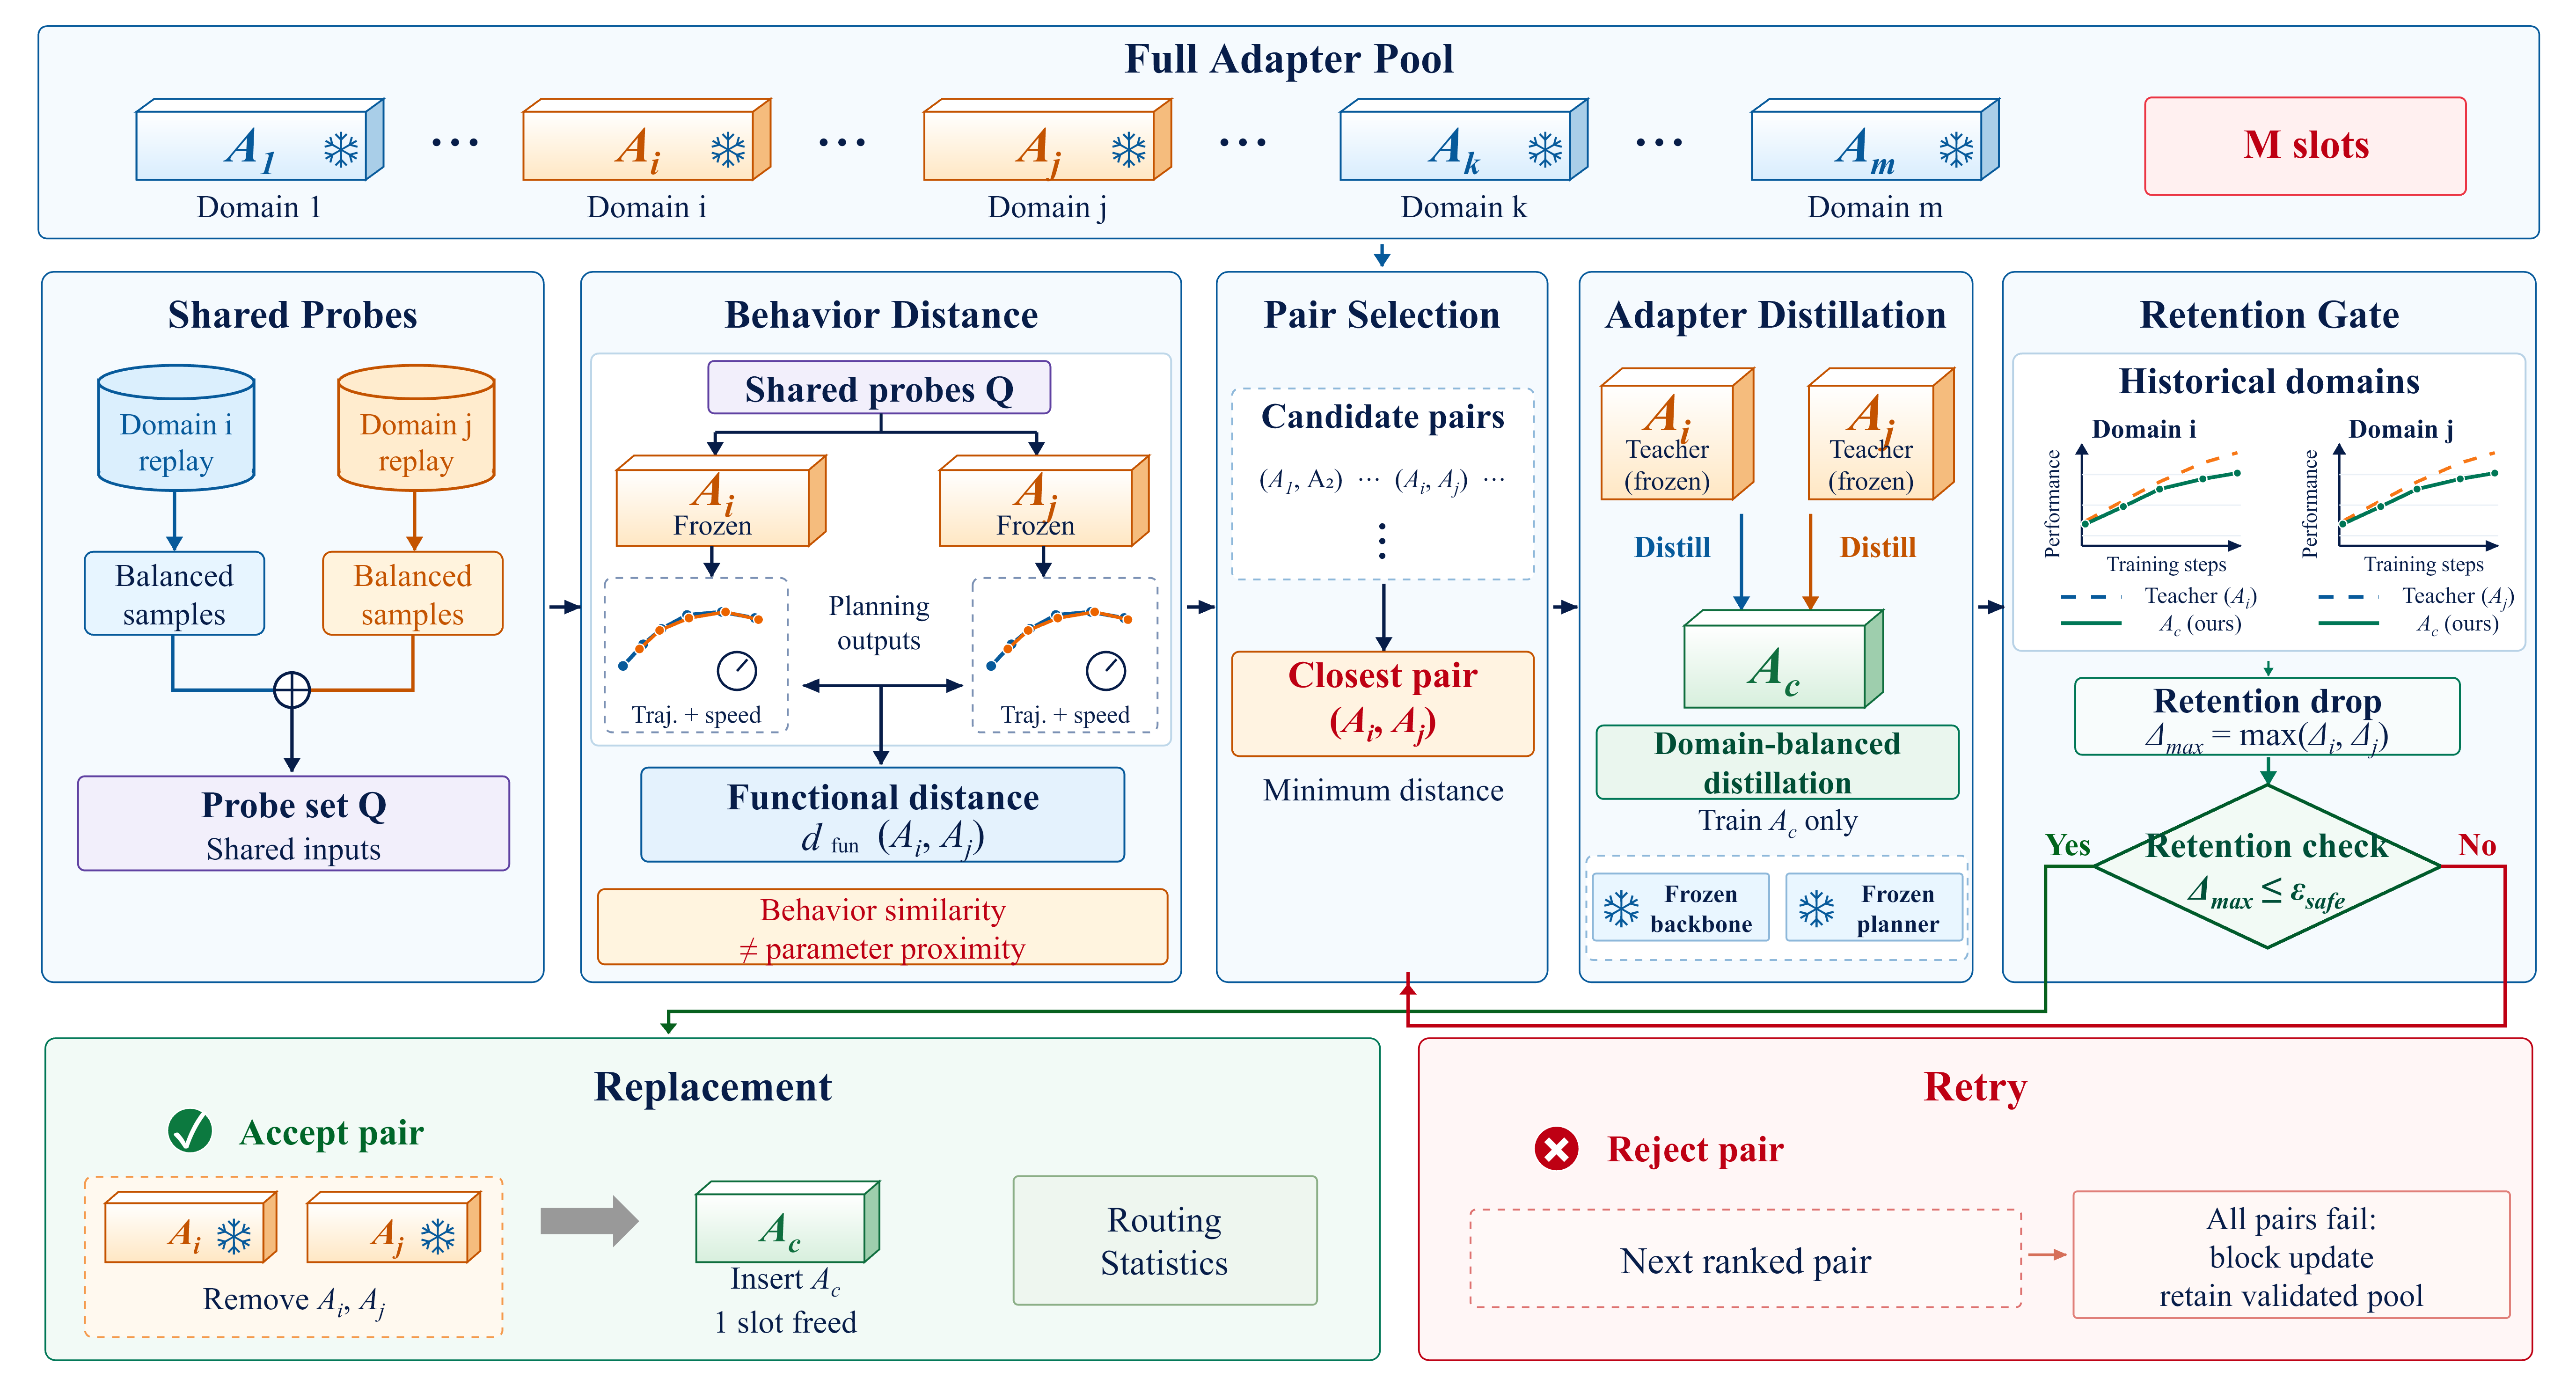 Full Adapter Pool
A1 ... Ai ... Aj ... Ak ... Am
M slots
Domain 1
Domain i
Domain j
Domain k
Domain m
Shared Probes
Domain i
replay
Domain j
replay
Balanced
samples
Balanced
samples
Probe set Q
Shared inputs
Behavior Distance
Shared probes Q
Ai
Frozen
Aj
Frozen
Planning
outputs
Traj. + speed
Traj. + speed
Functional distance
d fun (Ai, Aj)
Behavior similarity
≠ parameter proximity
Pair Selection
Candidate pairs
(A1, A₂) ... (Ai, Aj) ...
⋮
Closest pair
(Ai, Aj)
Minimum distance
Adapter Distillation
Ai
Teacher
(frozen)
Aj
Teacher
(frozen)
Distill
Distill
Ac
Domain-balanced
distillation
Train Ac only
Frozen
backbone
Frozen
planner
Retention Gate
Historical domains
Domain i
Performance
Training steps
Teacher (Ai)
Ac (ours)
Domain j
Performance
Training steps
Teacher (Aj)
Ac (ours)
Retention drop
Δmax = max(Δi, Δj)
Yes
Retention check
Δmax ≤ εsafe
No
Replacement
Accept pair
Ai
Aj
Remove Ai, Aj
Ac
Insert Ac
1 slot freed
Routing
Statistics
Retry
Reject pair
Next ranked pair
All pairs fail:
block update
retain validated pool